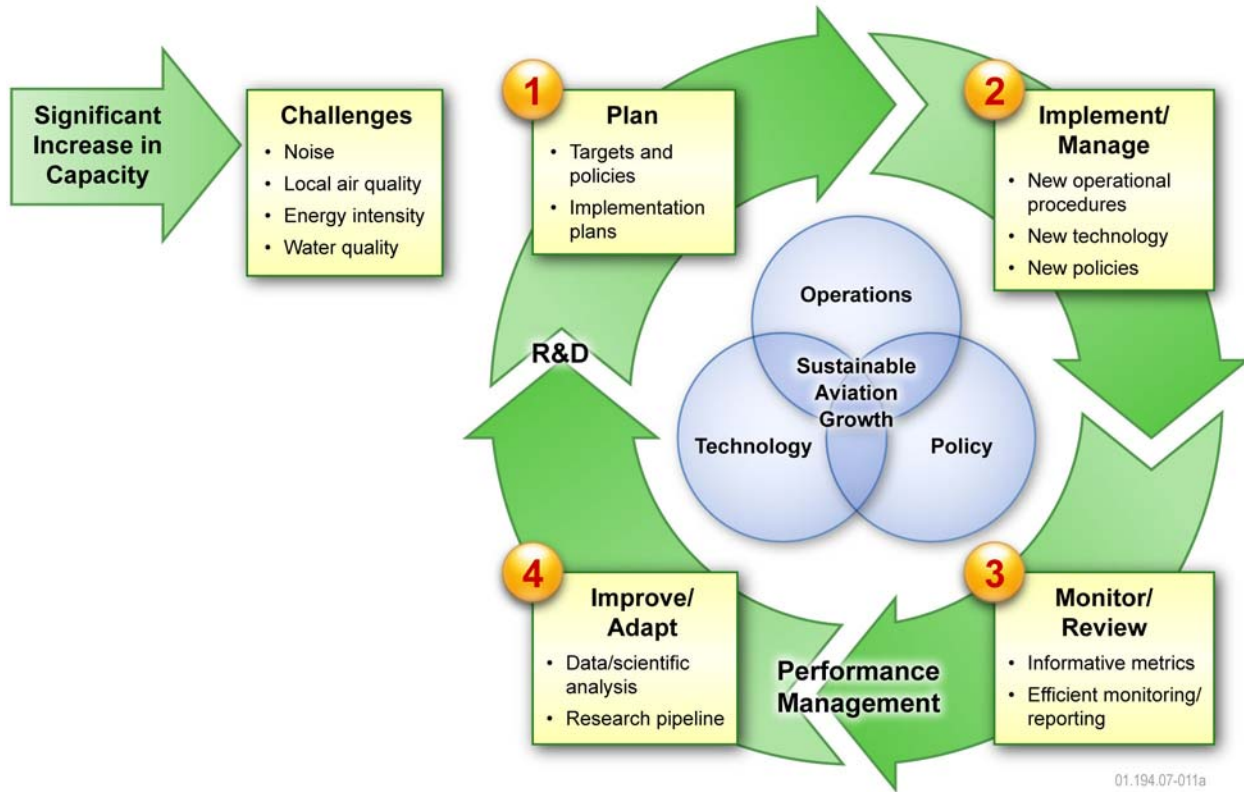 Significant
Increase in
Capacity
Challenges
• Noise
• Local air quality
• Energy intensity
• Water quality
1
Plan
• Targets and
policies
• Implementation
plans
2
Implement/
Manage
• New operational
procedures
• New technology
• New policies
Operations
Sustainable
Aviation
Growth
Technology
Policy
R&D
4
Improve/
Adapt
• Data/scientific
analysis
• Research pipeline
Performance
Management
3
Monitor/
Review
• Informative metrics
• Efficient monitoring/
reporting
01.194.07-011a